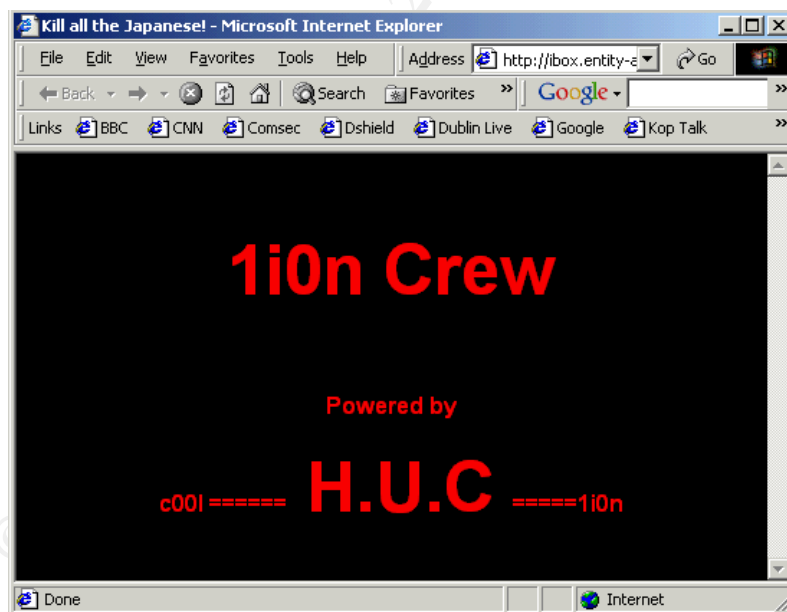 Kill all the Japanese! - Microsoft Internet Explorer
File Edit View Favorites Tools Help Address http://ibox.entity-a Go
Back Search Favorites » Google
Links BBC CNN Comsec Dshield Dublin Live Google Kop Talk »
1i0n Crew
Powered by
c00l ====== H.U.C =====1i0n
Done Internet